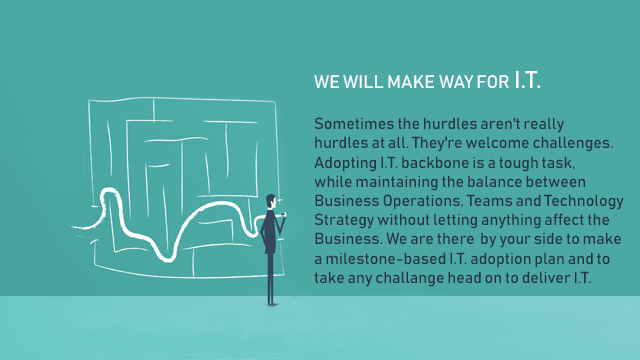 WE WILL MAKE WAY FOR I.T.
Sometimes the hurdles aren't really
hurdles at all. They're welcome challenges.
Adopting I.T. backbone is a tough task,
while maintaining the balance between
Business Operations, Teams and Technology
Strategy without letting anything affect the
Business. We are there by your side to make
a milestone-based I.T. adoption plan and to
take any challange head on to deliver I.T.